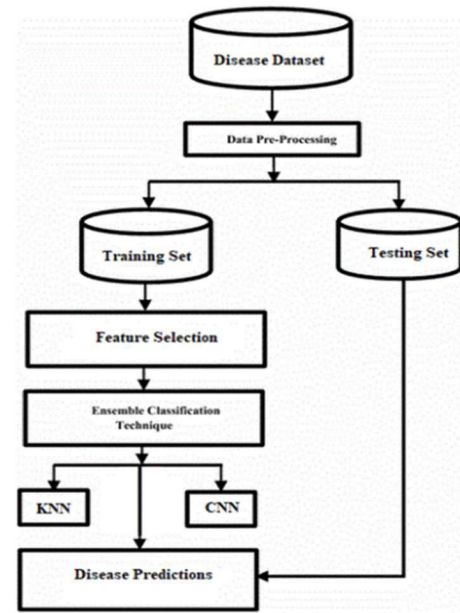 Disease Dataset
Data Pre-Processing
Training Set
Testing Set
Feature Selection
Ensemble Classification
Technique
KNN
CNN
Disease Predictions